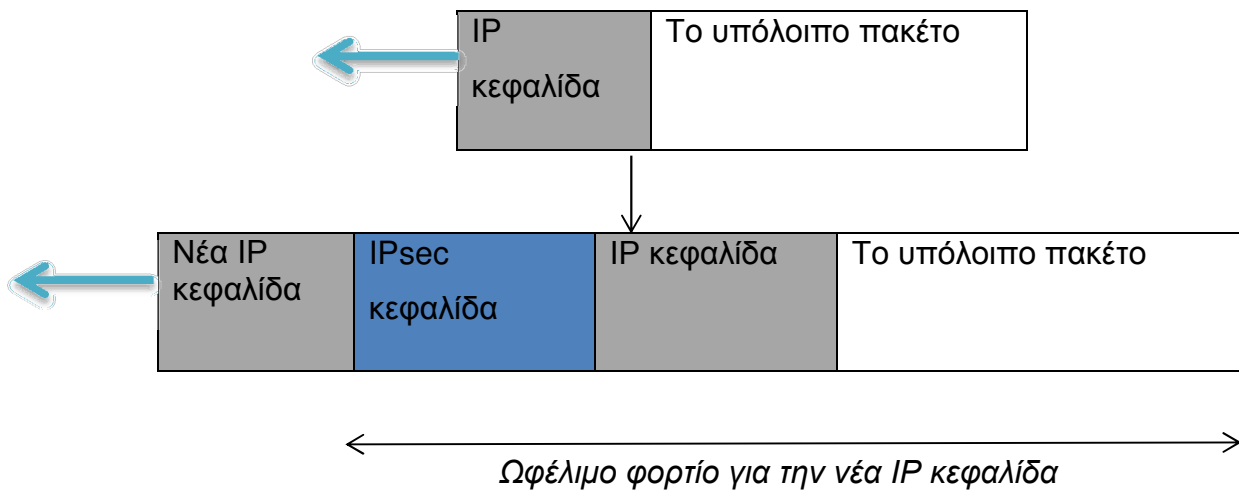 IP
κεφαλίδα
Το υπόλοιπο πακέτο
Νέα IP
κεφαλίδα
IPsec
κεφαλίδα
IP κεφαλίδα
Το υπόλοιπο πακέτο
Ωφέλιμο φορτίο για την νέα IP κεφαλίδα